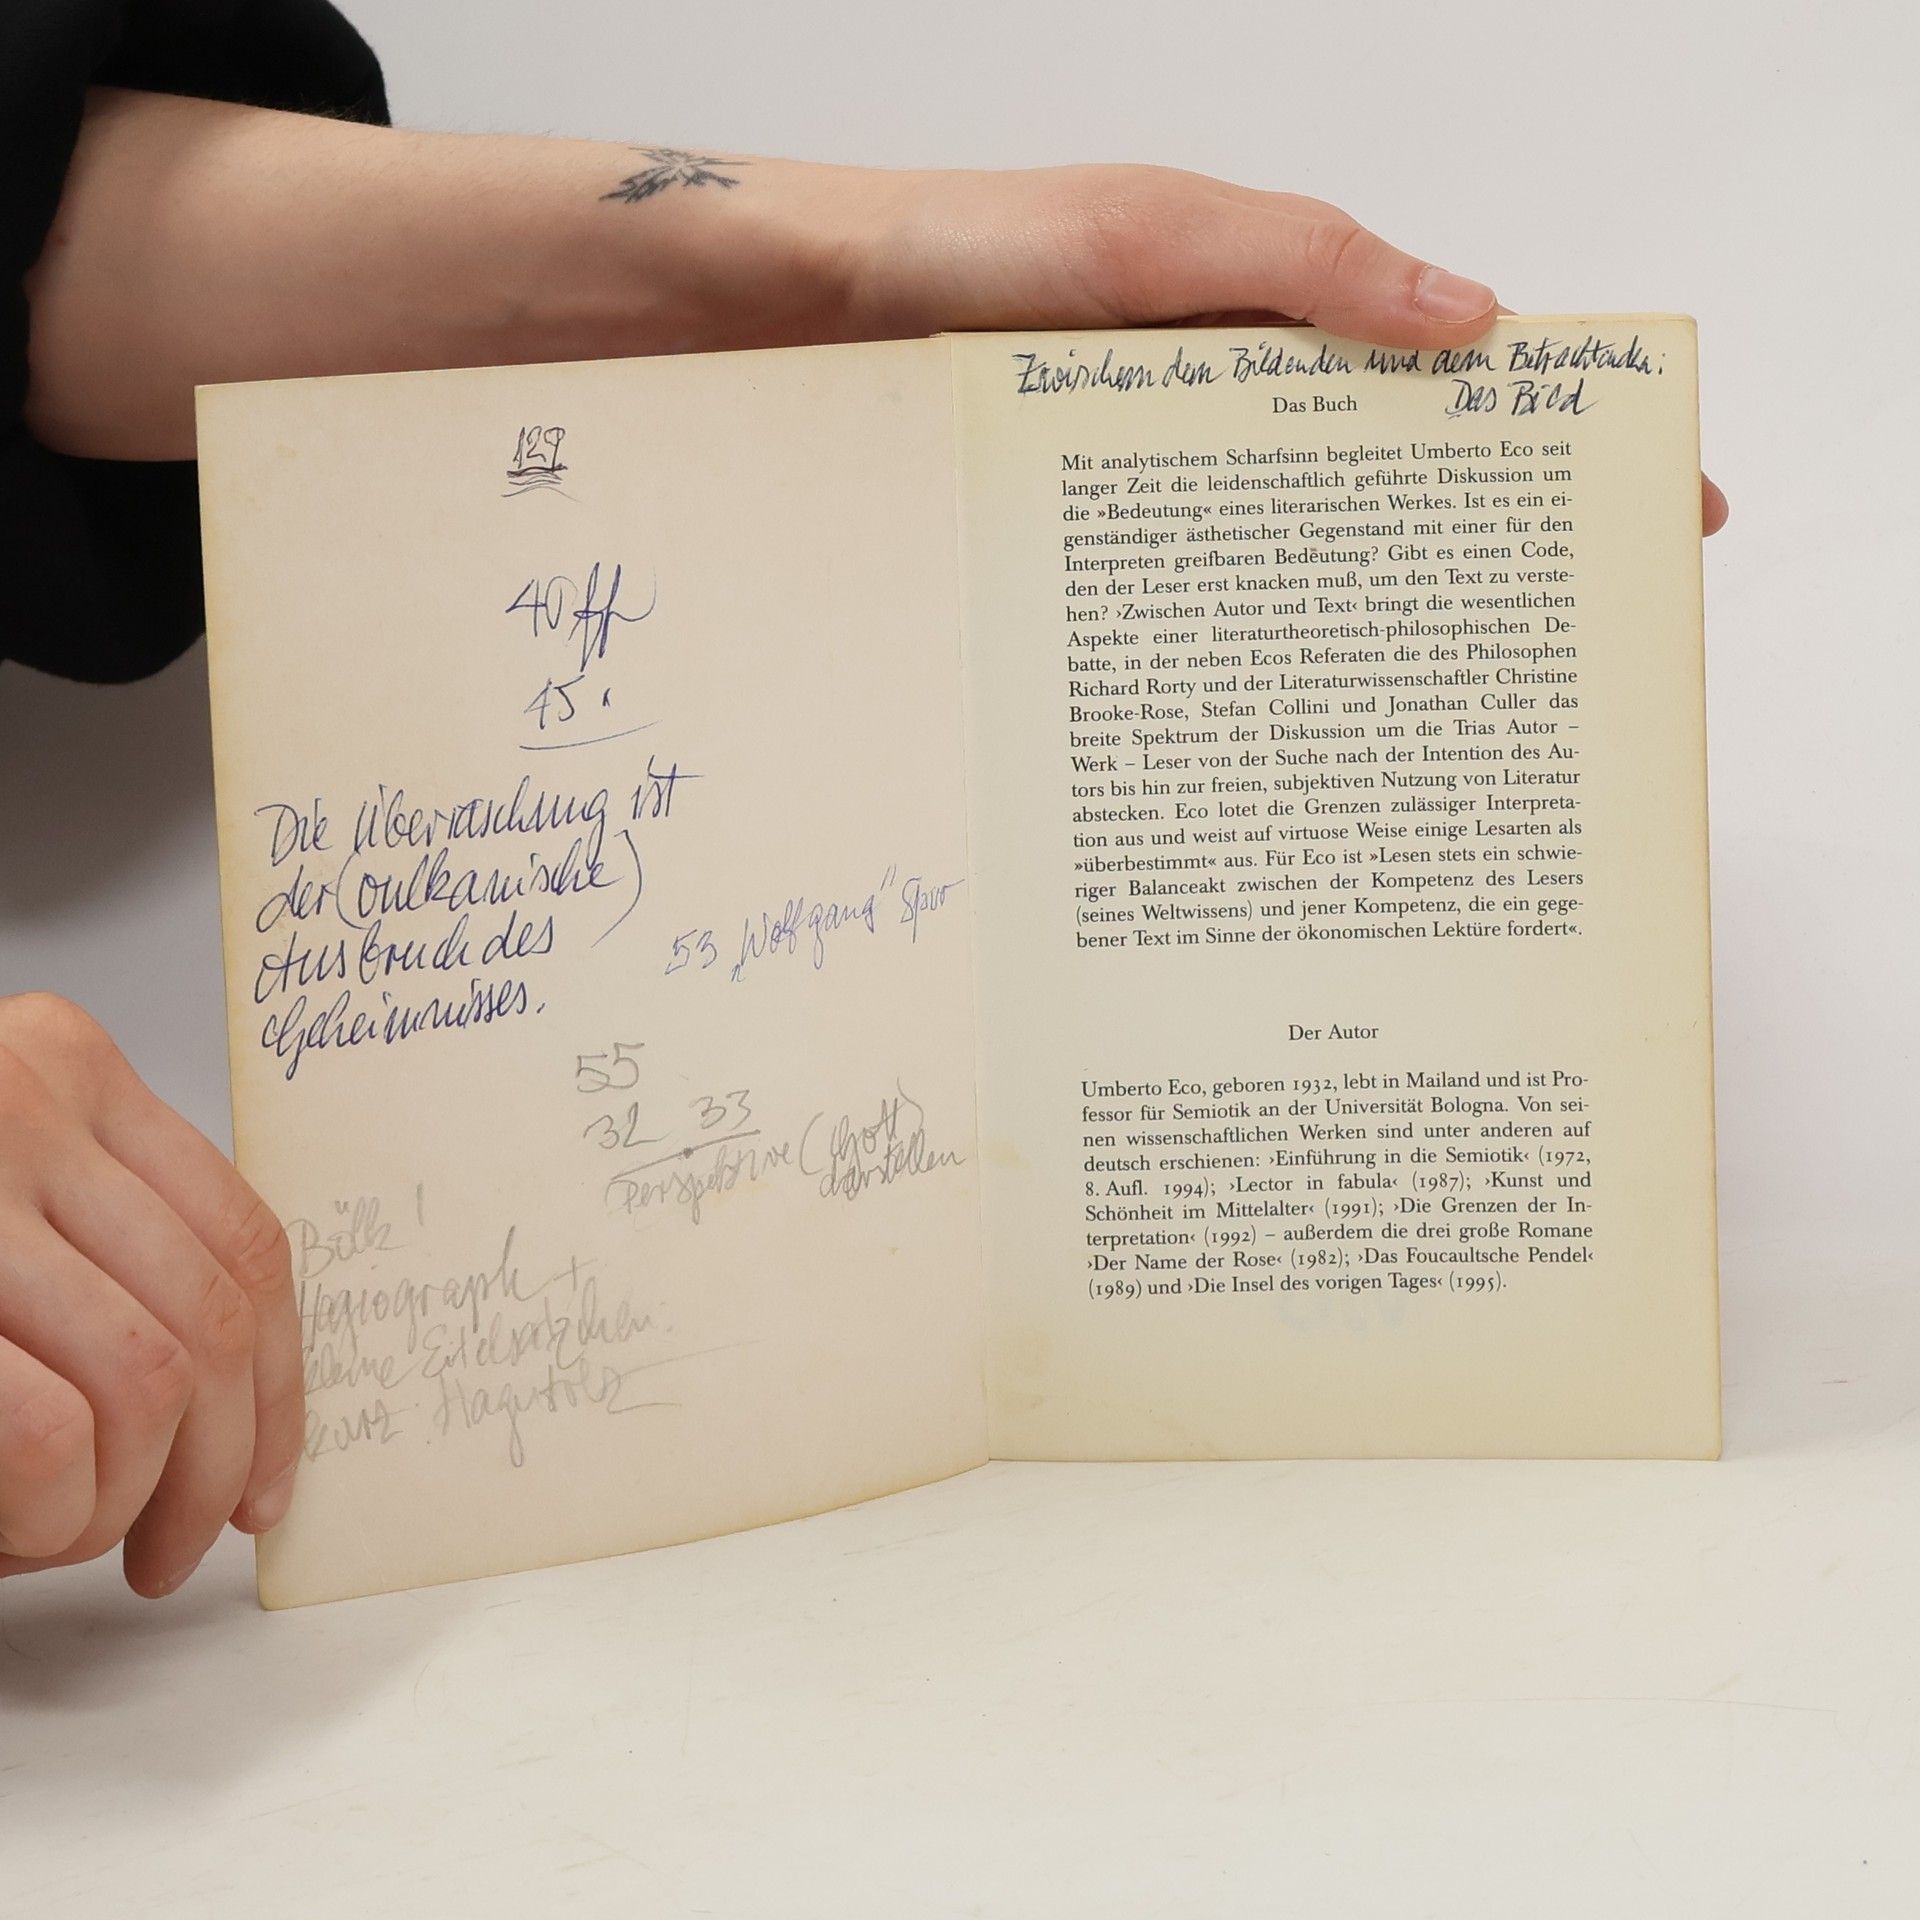 129
40 ff
45.
Die Überraschung ist
der (vulkanische)
Ausbruch des
Geheimnisses.
53 „Wolfgang"
55
32 33
Perspektive (Gott)
darstellen
Hagiograph +
kleine
kurz:
Zwischem dem Bildenden und dem Betrachtenden:
Das Bild
Das Buch
Mit analytischem Scharfsinn begleitet Umberto Eco seit
langer Zeit die leidenschaftlich geführte Diskussion um
die »Bedeutung« eines literarischen Werkes. Ist es ein ei-
genständiger ästhetischer Gegenstand mit einer für den
Interpreten greifbaren Bedeutung? Gibt es einen Code,
den der Leser erst knacken muß, um den Text zu verste-
hen? ›Zwischen Autor und Text‹ bringt die wesentlichen
Aspekte einer literaturtheoretisch-philosophischen De-
batte, in der neben Ecos Referaten die des Philosophen
Richard Rorty und der Literaturwissenschaftler Christine
Brooke-Rose, Stefan Collini und Jonathan Culler das
breite Spektrum der Diskussion um die Trias Autor –
Werk – Leser von der Suche nach der Intention des Au-
tors bis hin zur freien, subjektiven Nutzung von Literatur
abstecken. Eco lotet die Grenzen zulässiger Interpreta-
tion aus und weist auf virtuose Weise einige Lesarten als
»überbestimmt« aus. Für Eco ist »Lesen stets ein schwie-
riger Balanceakt zwischen der Kompetenz des Lesers
(seines Weltwissens) und jener Kompetenz, die ein gege-
bener Text im Sinne der ökonomischen Lektüre fordert«.
Der Autor
Umberto Eco, geboren 1932, lebt in Mailand und ist Pro-
fessor für Semiotik an der Universität Bologna. Von sei-
nen wissenschaftlichen Werken sind unter anderen auf
deutsch erschienen: ›Einführung in die Semiotik‹ (1972,
8. Aufl. 1994); ›Lector in fabula‹ (1987); ›Kunst und
Schönheit im Mittelalter‹ (1991); ›Die Grenzen der In-
terpretation‹ (1992) – außerdem die drei große Romane
›Der Name der Rose‹ (1982); ›Das Foucaultsche Pendel‹
(1989) und ›Die Insel des vorigen Tages‹ (1995).